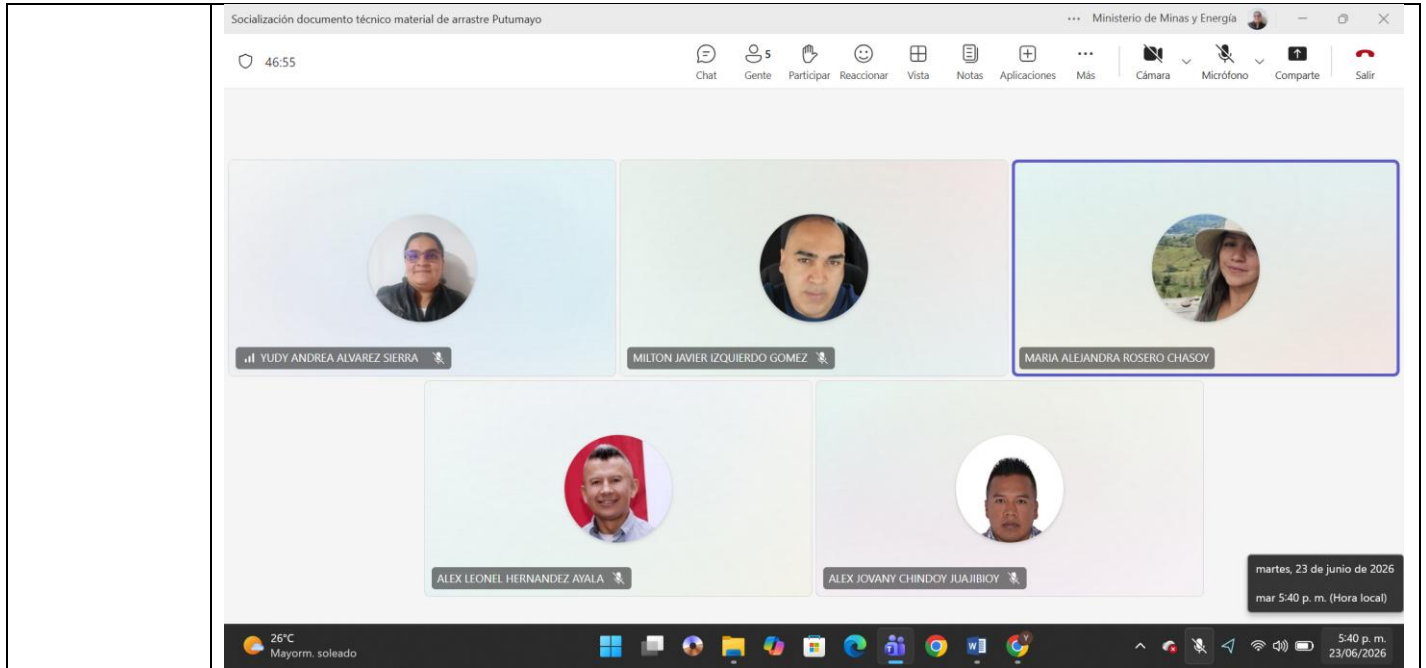 Socialización documento técnico material de arrastre Putumayo
Ministerio de Minas y Energía
46:55
5
Chat Gente Participar Reaccionar Vista Notas Aplicaciones Más Cámara Micrófono Comparte Salir
YUDY ANDREA ALVAREZ SIERRA
MILTON JAVIER IZQUIERDO GOMEZ
MARIA ALEJANDRA ROSERO CHASOY
ALEX LEONEL HERNANDEZ AYALA
ALEX JOVANY CHINDOY JUAJIBIOY
martes, 23 de junio de 2026
mar 5:40 p. m. (Hora local)
26°C
Mayorm. soleado
5:40 p. m.
23/06/2026